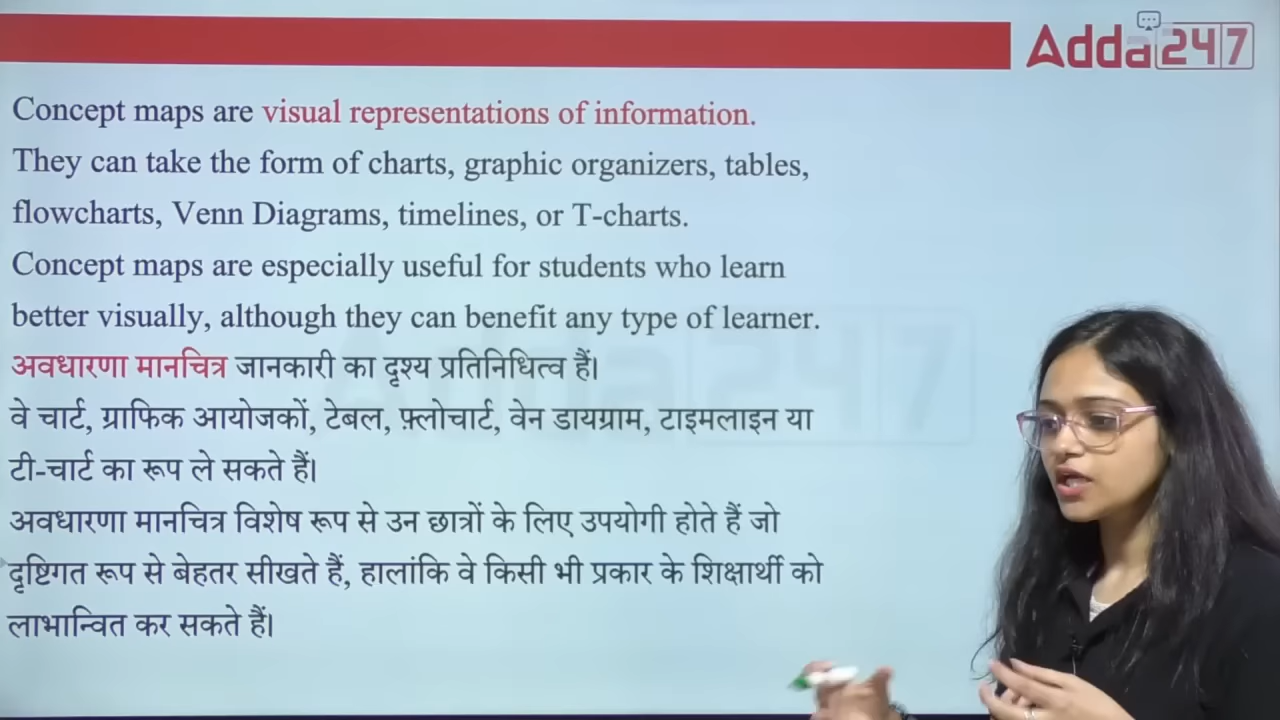 Adda 247
Concept maps are visual representations of information.
They can take the form of charts, graphic organizers, tables,
flowcharts, Venn Diagrams, timelines, or T-charts.
Concept maps are especially useful for students who learn
better visually, although they can benefit any type of learner.
अवधारणा मानचित्र जानकारी का दृश्य प्रतिनिधित्व हैं।
वे चार्ट, ग्राफिक आयोजकों, टेबल, फ़्लोचार्ट, वेन डायग्राम, टाइमलाइन या
टी-चार्ट का रूप ले सकते हैं।
अवधारणा मानचित्र विशेष रूप से उन छात्रों के लिए उपयोगी होते हैं जो
दृष्टिगत रूप से बेहतर सीखते हैं, हालांकि वे किसी भी प्रकार के शिक्षार्थी को
लाभान्वित कर सकते हैं।